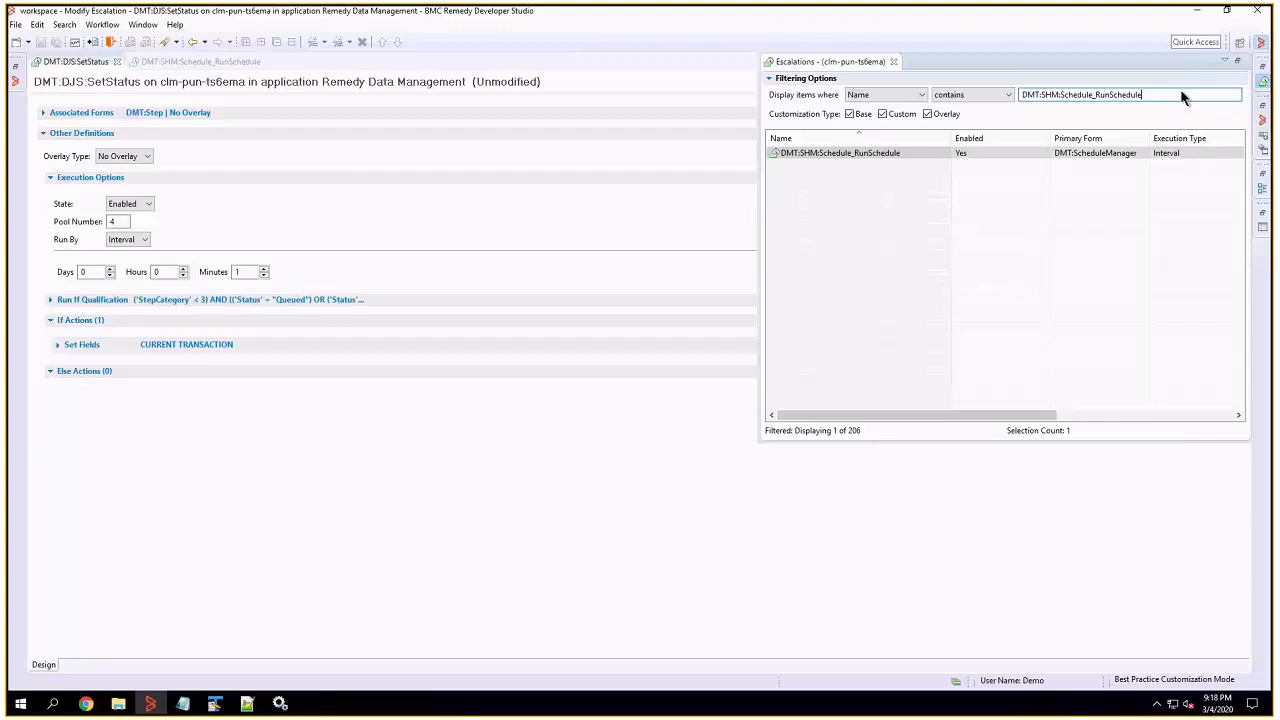 workspace - Modify Escalation - DMT:DJS:SetStatus on clm-pun-ts6ema in application Remedy Data Management - BMC Remedy Developer Studio
File Edit Search Workflow Window Help
Quick Access
DMT:DJS:SetStatus DMT:SHM:Schedule_RunSchedule
DMT:DJS:SetStatus on clm-pun-ts6ema in application Remedy Data Management (Unmodified)
Associated Forms DMT:Step | No Overlay
Other Definitions
Overlay Type: No Overlay
Execution Options
State: Enabled
Pool Number: 4
Run By Interval
Days 0 Hours 0 Minutes 1
Run If Qualification ('StepCategory' < 3) AND (('Status' = "Queued") OR ('Status'...
If Actions (1)
Set Fields CURRENT TRANSACTION
Else Actions (0)
Escalations - (clm-pun-ts6ema)
Filtering Options
Display items where Name contains DMT:SHM:Schedule_RunSchedule
Customization Type: Base Custom Overlay
Name Enabled Primary Form Execution Type
DMT:SHM:Schedule_RunSchedule Yes DMT:ScheduleManager Interval
Filtered: Displaying 1 of 206 Selection Count: 1
Design
User Name: Demo Best Practice Customization Mode
9:18 PM
3/4/2020